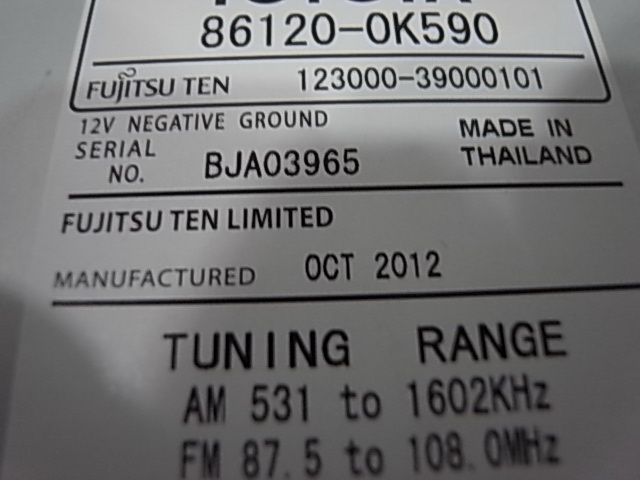 86120-0K590
FUJITSU TEN 123000-39000101
12V NEGATIVE GROUND
SERIAL NO. BJA03965
MADE IN THAILAND
FUJITSU TEN LIMITED
MANUFACTURED OCT 2012
TUNING RANGE
AM 531 to 1602KHz
FM 87.5 to 108.0MHz